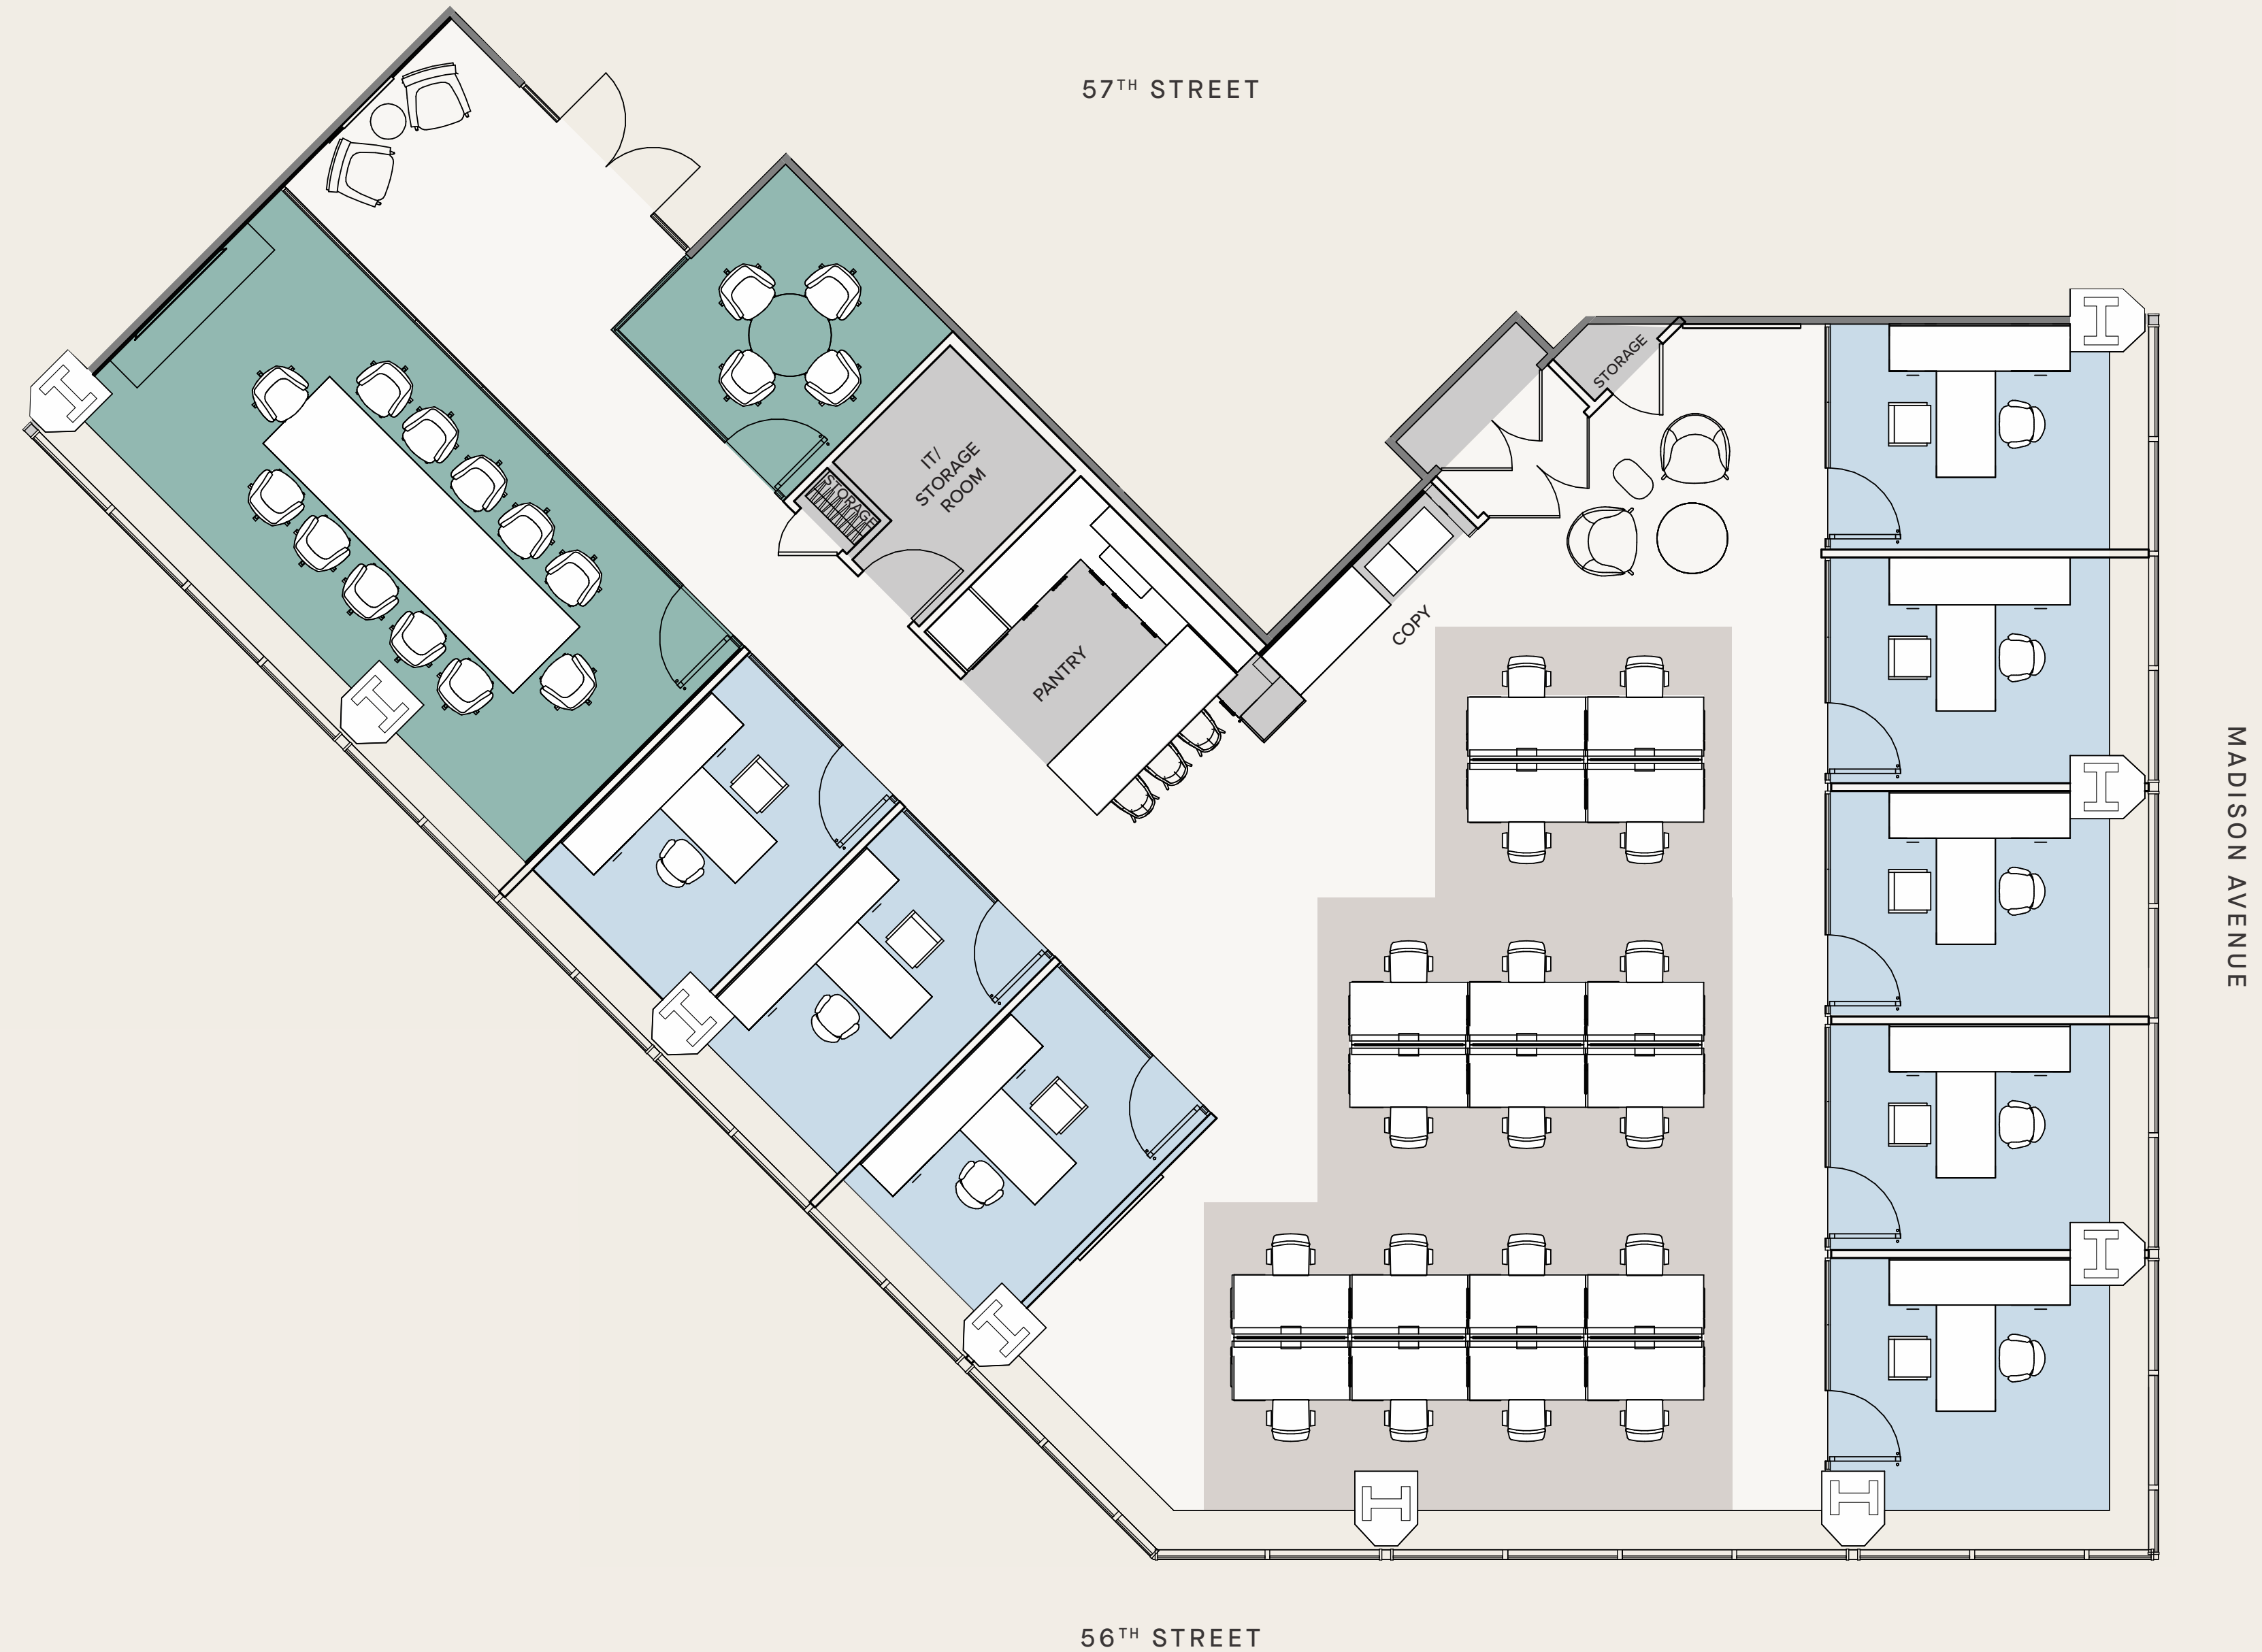 57TH STREET
IT/
STORAGE
ROOM
STORAGE
STORAGE
PANTRY
COPY
MADISON AVENUE
56TH STREET